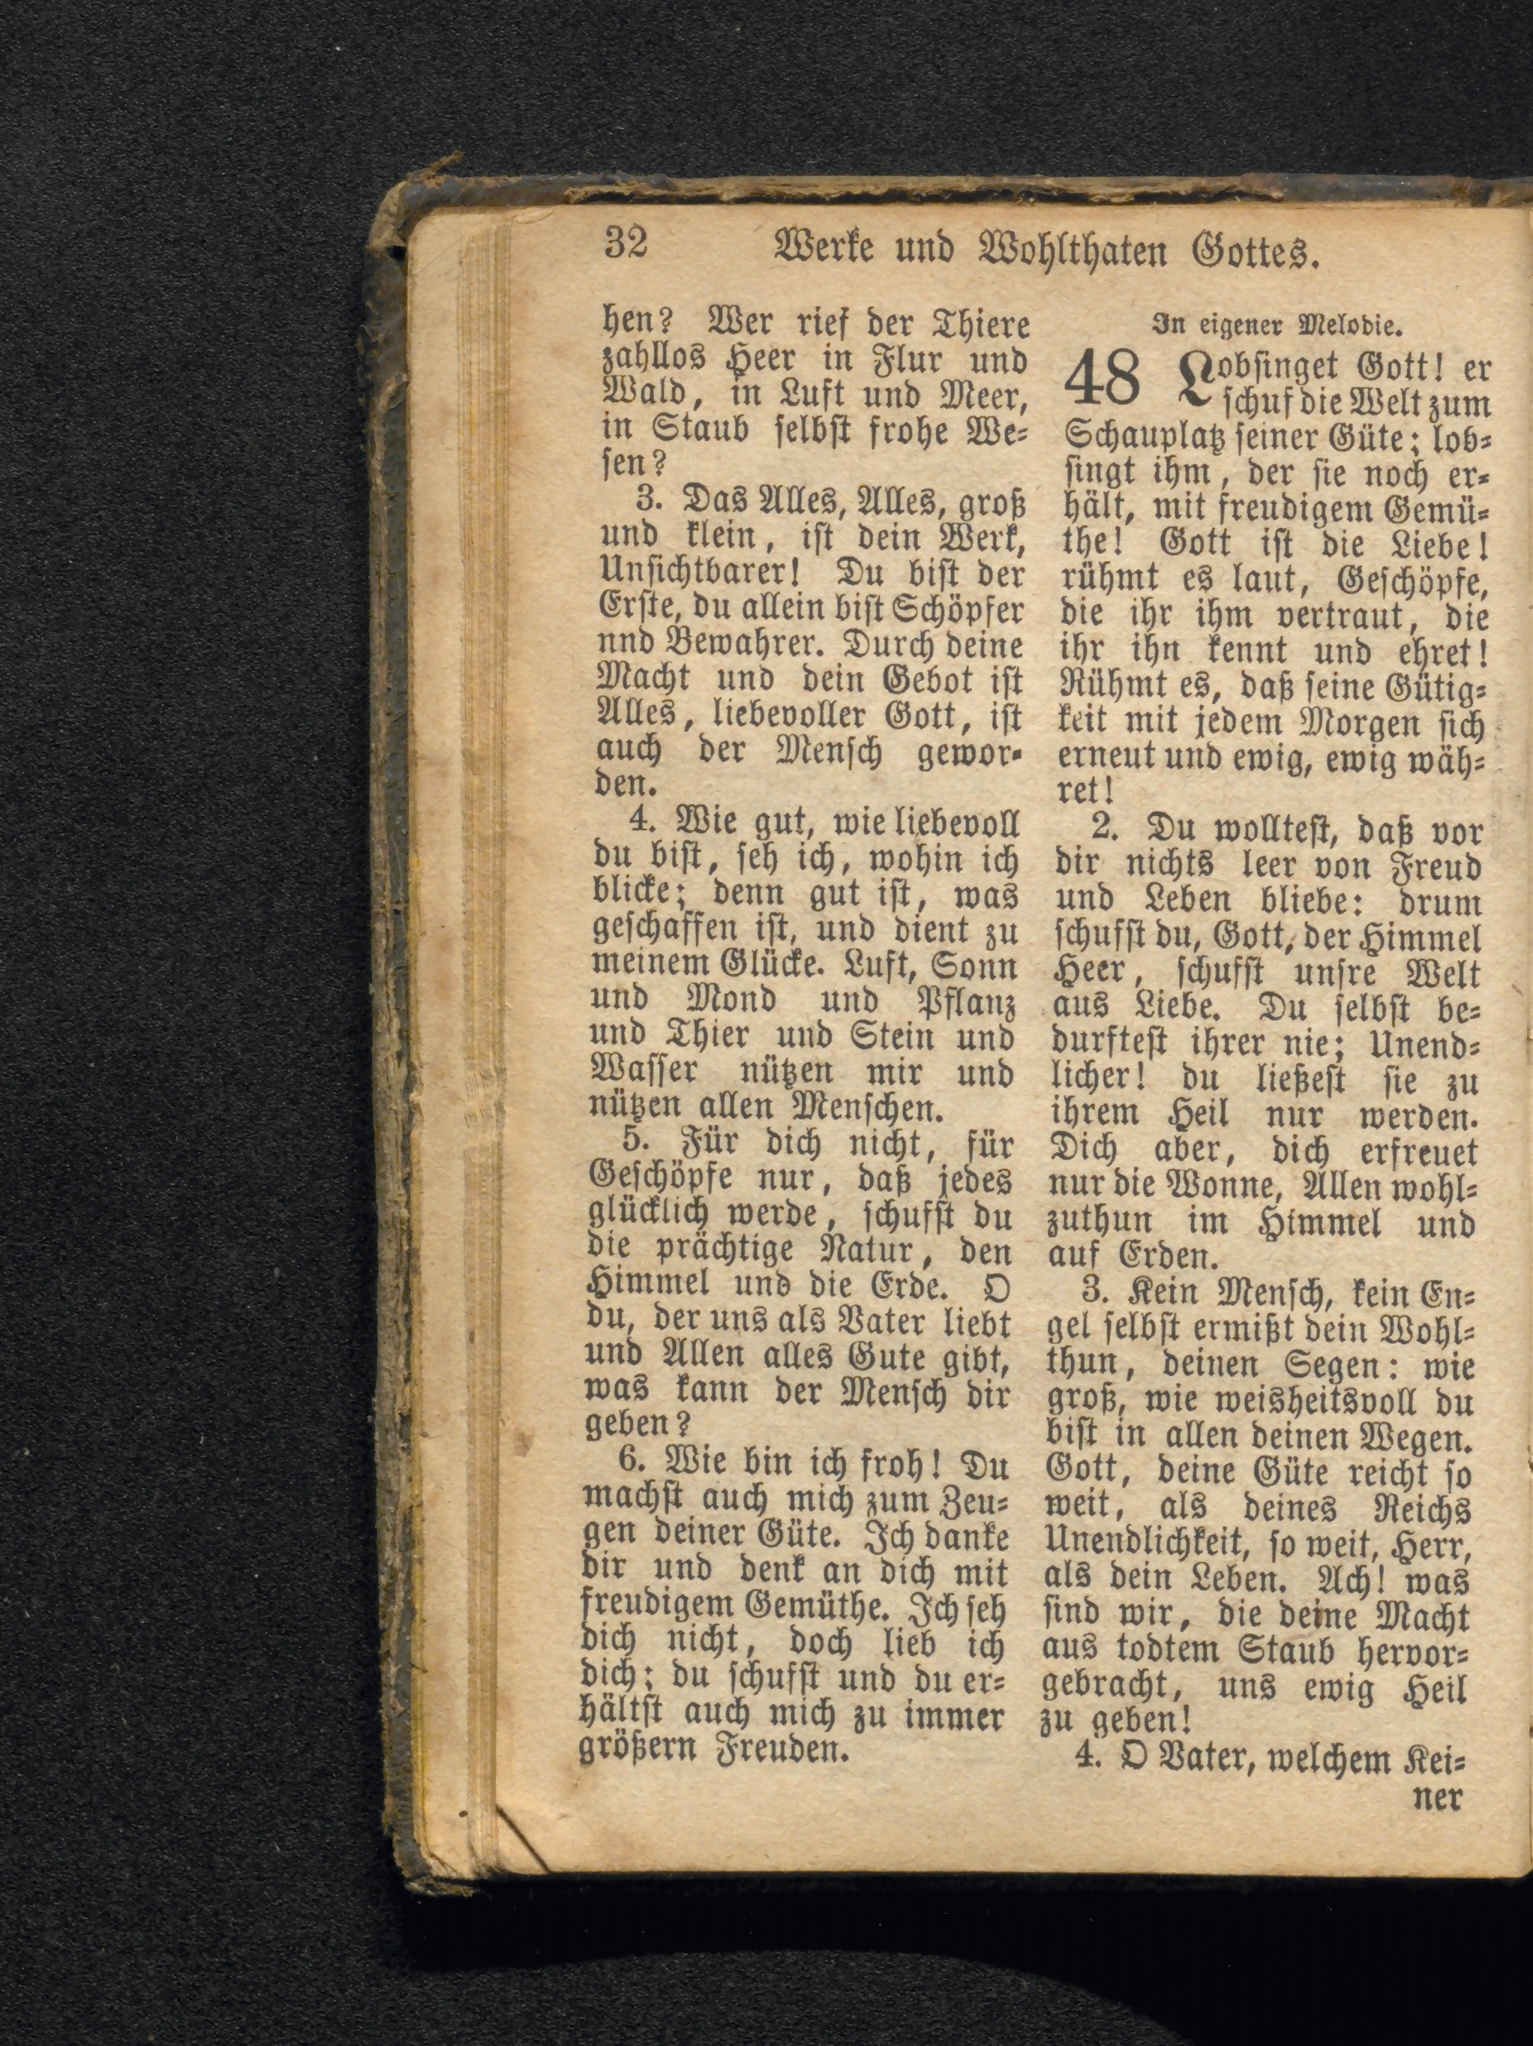 32 Werke und Wohlthaten Gottes.
hen? Wer rief der Thiere
zahllos Heer in Flur und
Wald, in Luft und Meer,
in Staub selbst frohe We-
sen?
3. Das Alles, Alles, groß
und klein, ist dein Werk,
Unsichtbarer! Du bist der
Erste, du allein bist Schöpfer
nnd Bewahrer. Durch deine
Macht und dein Gebot ist
Alles, liebevoller Gott, ist
auch der Mensch gewor-
den.
4. Wie gut, wie liebevoll
du bist, seh ich, wohin ich
blicke; denn gut ist, was
geschaffen ist, und dient zu
meinem Glücke. Luft, Sonn
und Mond und Pflanz
und Thier und Stein und
Wasser nützen mir und
nützen allen Menschen.
5. Für dich nicht, für
Geschöpfe nur, daß jedes
glücklich werde, schufst du
die prächtige Natur, den
Himmel und die Erde. O
du, der uns als Vater liebt
und Allen alles Gute gibt,
was kann der Mensch dir
geben?
6. Wie bin ich froh! Du
machst auch mich zum Zeu-
gen deiner Güte. Ich danke
dir und denk an dich mit
freudigem Gemüthe. Ich seh
dich nicht, doch lieb ich
dich; du schufst und du er-
hältst auch mich zu immer
größern Freuden.
In eigener Melodie.
48 Lobsinget Gott! er
schuf die Welt zum
Schauplatz seiner Güte; lob-
singt ihm, der sie noch er-
hält, mit freudigem Gemü-
the! Gott ist die Liebe!
rühmt es laut, Geschöpfe,
die ihr ihm vertraut, die
ihr ihn kennt und ehret!
Rühmt es, daß seine Gütig-
keit mit jedem Morgen sich
erneut und ewig, ewig wäh-
ret!
2. Du wolltest, daß vor
dir nichts leer von Freud
und Leben bliebe: drum
schufst du, Gott, der Himmel
Heer, schufst unsre Welt
aus Liebe. Du selbst be-
durftest ihrer nie; Unend-
licher! du ließest sie zu
ihrem Heil nur werden.
Dich aber, dich erfreuet
nur die Wonne, Allen wohl-
zuthun im Himmel und
auf Erden.
3. Kein Mensch, kein En-
gel selbst ermißt dein Wohl-
thun, deinen Segen: wie
groß, wie weisheitsvoll du
bist in allen deinen Wegen.
Gott, deine Güte reicht so
weit, als deines Reichs
Unendlichkeit, so weit, Herr,
als dein Leben. Ach! was
sind wir, die deine Macht
aus todtem Staub hervor-
gebracht, uns ewig Heil
zu geben!
4. O Vater, welchem Kei-
ner